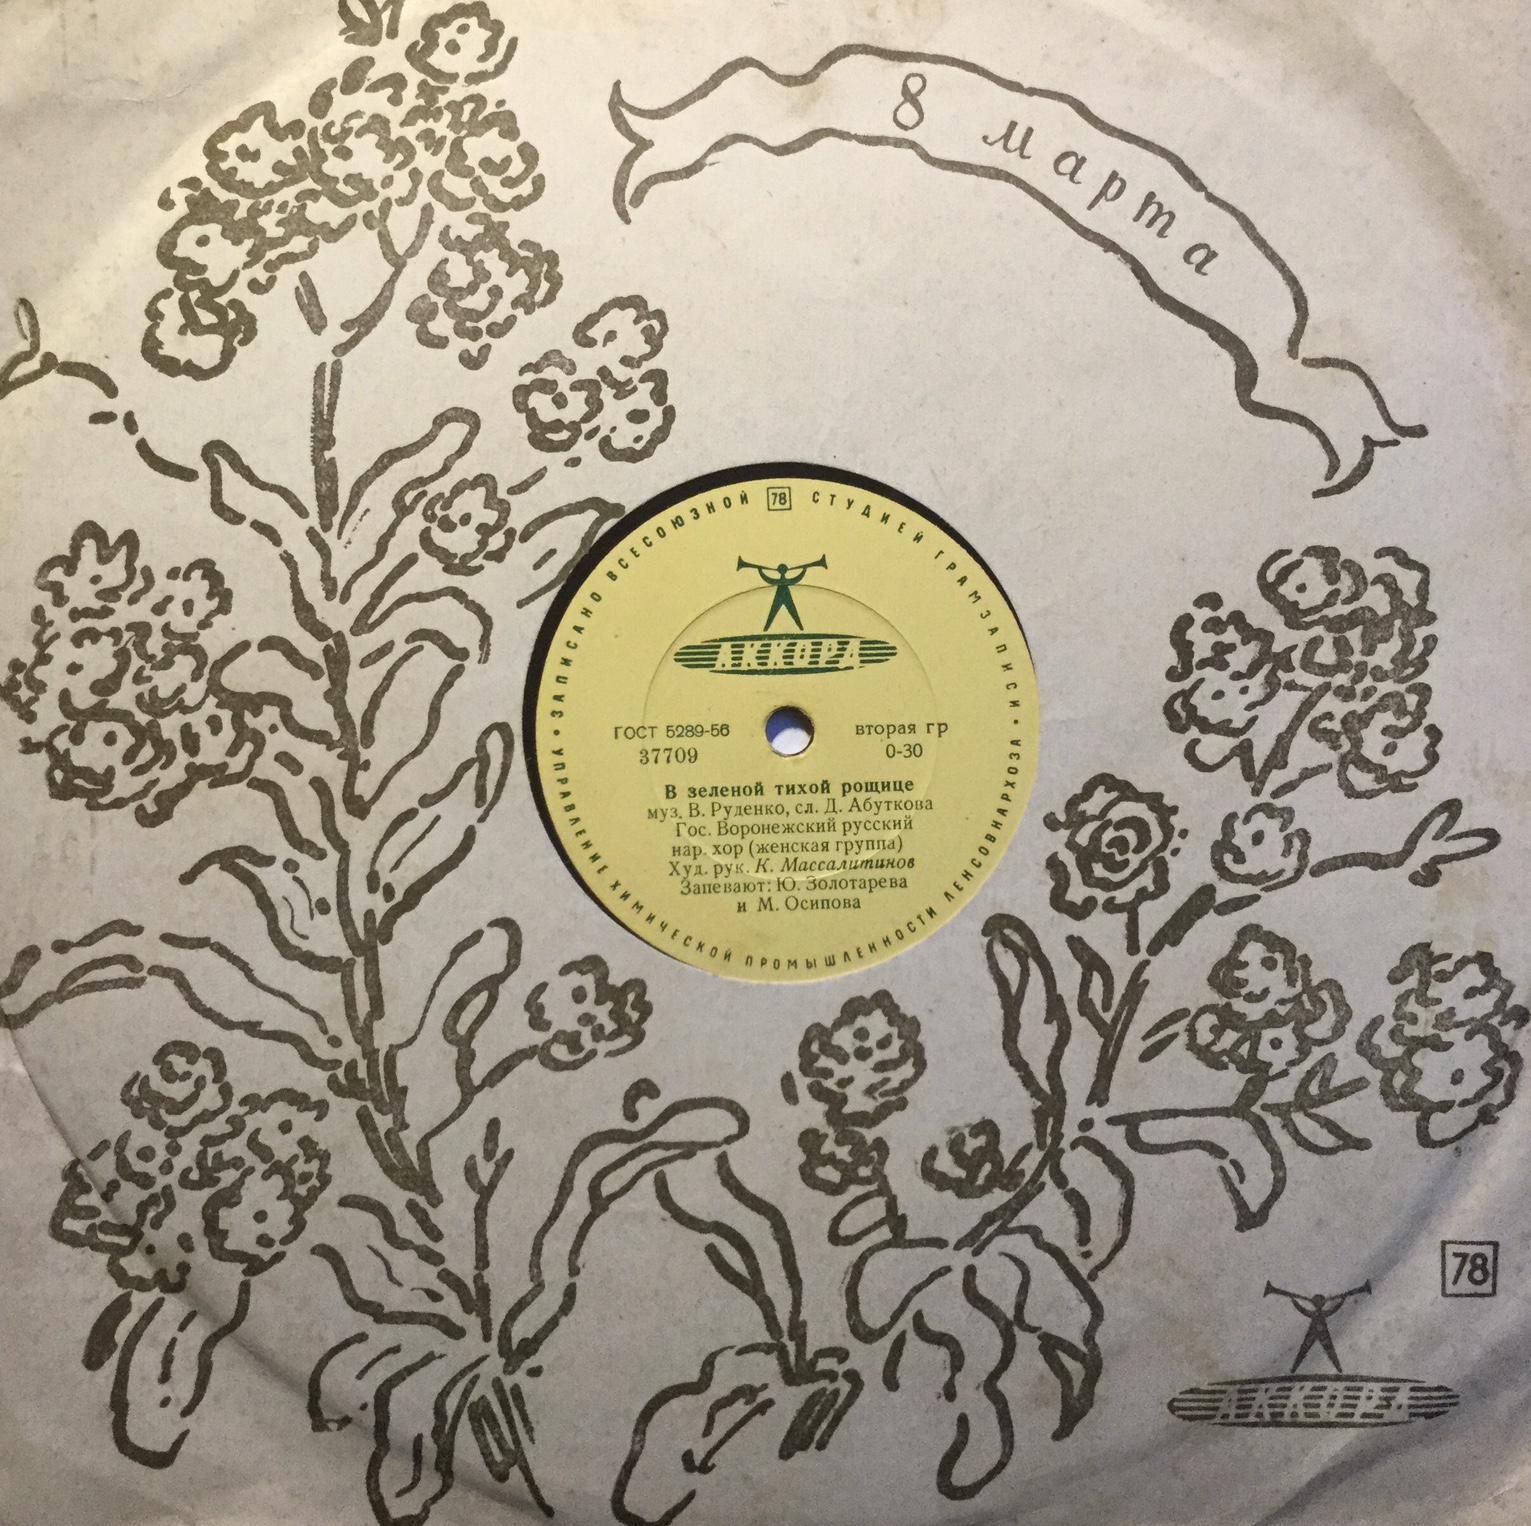 8 марта
ЗАПИСАНО ВСЕСОЮЗНОЙ 78 СТУДИЕЙ ГРАМЗАПИСИ
АККОРД
ГОСТ 5289-56
вторая гр
37709
0-30
В зеленой тихой рощице
муз. В. Руденко, сл. Д. Абуткова
Гос. Воронежский русский
нар. хор (женская группа)
Худ. рук. К. Массалитинов
Запевают: Ю. Золотарева
и М. Осипова
УПРАВЛЕНИЕ ХИМИЧЕСКОЙ ПРОМЫШЛЕННОСТИ ЛЕНСОВНАРХОЗА
78
АККОРД